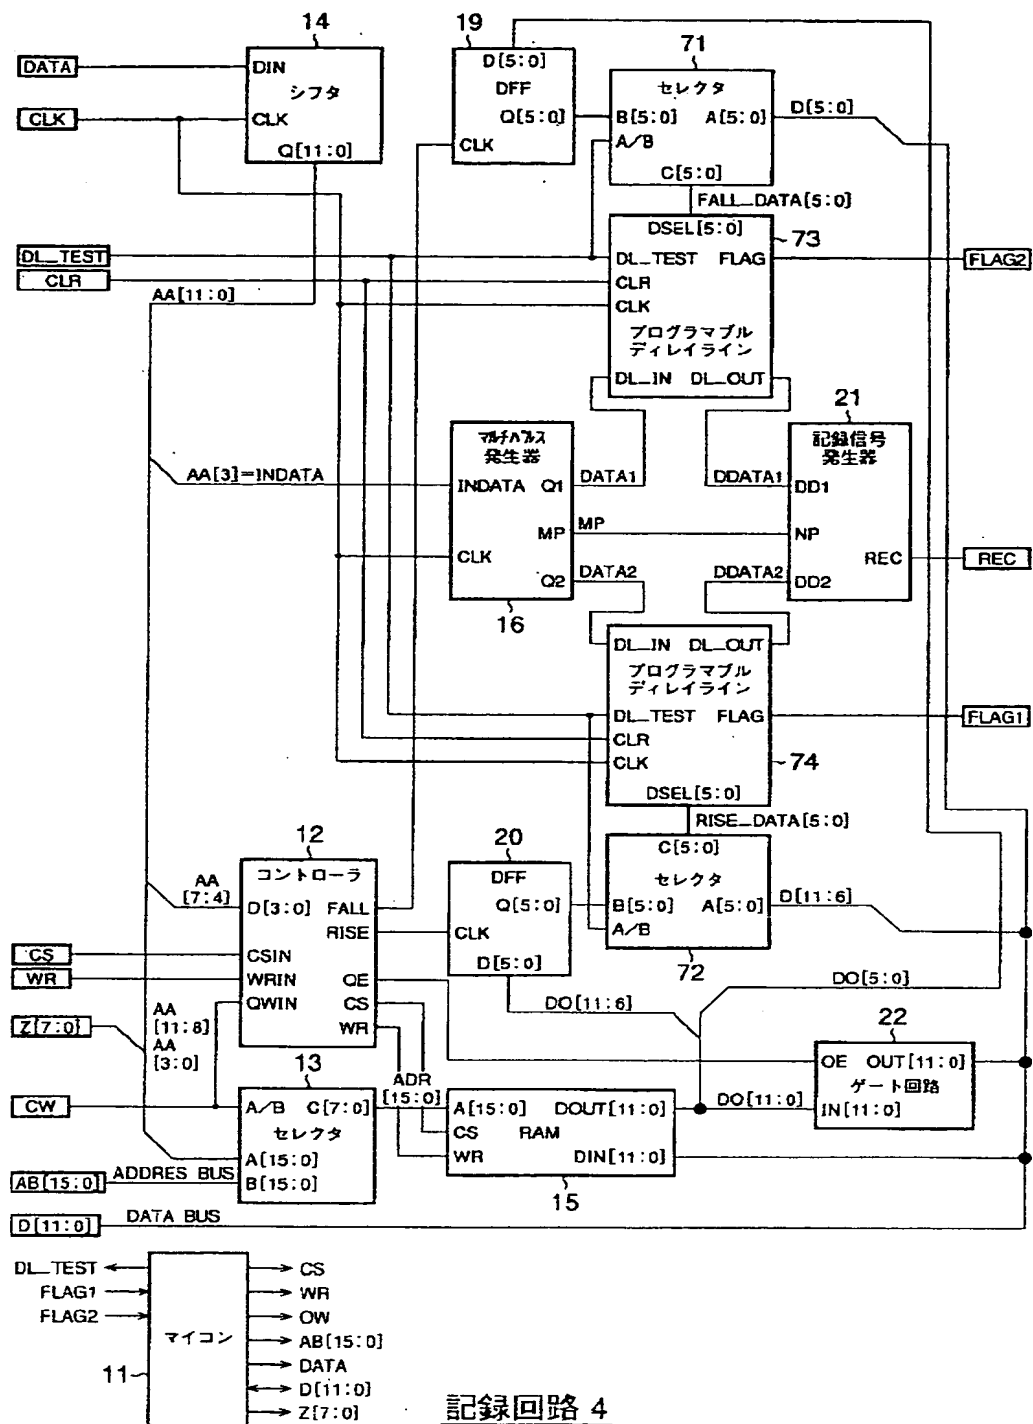 14
DATA
DIN
シフタ
CLK
CLK
Q[11:0]
19
D[5:0]
DFF
Q[5:0]
CLK
71
セレクタ
B[5:0] A[5:0]
D[5:0]
A/B
C[5:0]
FALL_DATA[5:0]
DL_TEST
CLR
AA[11:0]
DSEL[5:0]
73
DL_TEST FLAG
FLAG2
CLR
CLK
プログラマブル
ディレイライン
DL_IN DL_OUT
マルチパルス
発生器
AA[3]=INDATA
INDATA Q1
DATA1
MP
MP
CLK
Q2
DATA2
16
21
記録信号
発生器
DDATA1
DD1
NP
REC
REC
DDATA2
DD2
DL_IN DL_OUT
プログラマブル
ディレイライン
DL_TEST FLAG
FLAG1
CLR
CLK
74
DSEL[5:0]
RISE_DATA[5:0]
12
コントローラ
AA
[7:4]
D[3:0] FALL
RISE
CS
CSIN
WR
WRIN
OE
QWIN
CS
WR
20
DFF
Q[5:0]
CLK
D[5:0]
C[5:0]
セレクタ
B[5:0] A[5:0]
D[11:6]
A/B
72
DO[11:6]
DO[5:0]
Z[7:0]
AA
[11:8]
AA
[3:0]
CW
13
A/B C[7:0]
セレクタ
A[15:0]
B[15:0]
ADR
[15:0]
A[15:0] DOUT[11:0]
CS RAM
WR DIN[11:0]
15
DO[11:0]
22
OE OUT[11:0]
ゲート回路
IN[11:0]
AB[15:0]
ADDRES BUS
D[11:0]
DATA BUS
DL_TEST
FLAG1
FLAG2
マイコン
11
CS
WR
OW
AB[15:0]
DATA
D[11:0]
Z[7:0]
記録回路 4